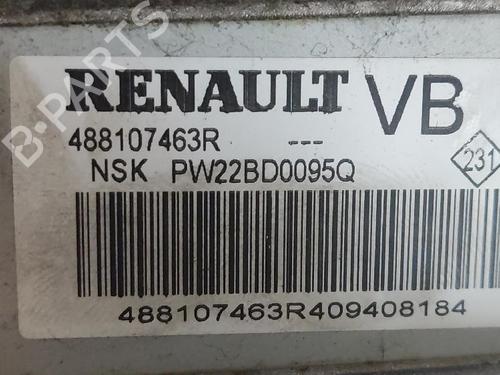 RENAULT VB
488107463R ---
NSK PW22BD0095Q
231
488107463R409408184
B-PARTS